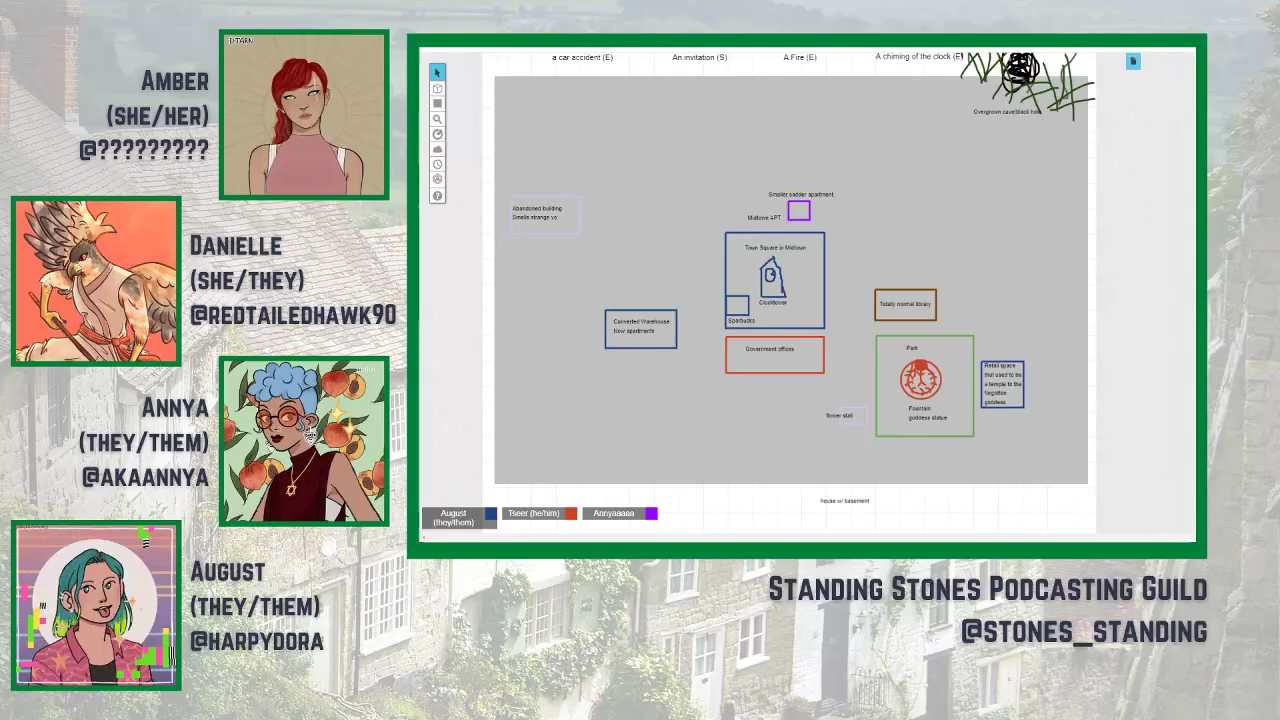 DTARN
AMBER
(SHE/HER)
@?????????
DANIELLE
(SHE/THEY)
@REDTAILEDHAWK90
ANNYA
(THEY/THEM)
@AKAANNYA
AUGUST
(THEY/THEM)
@HARPYDORA
a car accident (E)
An invitation (S)
A Fire (E)
A chiming of the clock (E)
Overgrown cave/black hole
Smaller sadder apartment
Midtown APT
Abandoned building
Smells strange yo
Town Square in Midtown
Clocktower
Sparbucks
Converted Warehouse
Now apartments
Government offices
Totally normal library
Park
Fountain
goddess statue
Retail space
that used to be
a temple to the
forgotten
goddess
flower stall
house w/ basement
August
(they/them)
Tseer (he/him)
Annyaaaaa
STANDING STONES PODCASTING GUILD
@STONES_STANDING